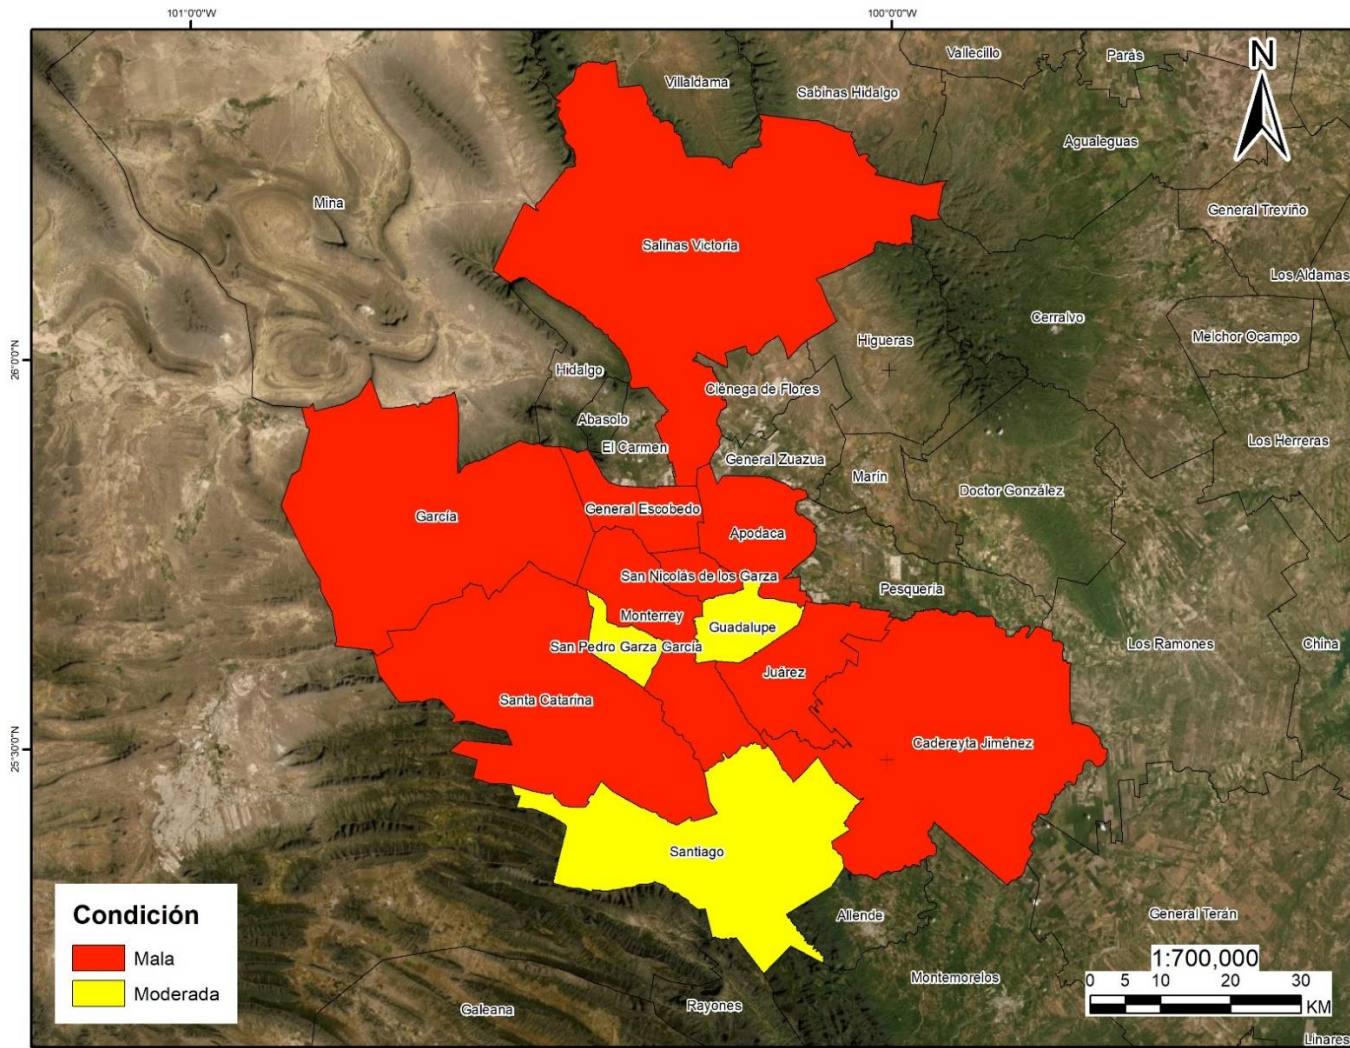 101°0'0"W
100°0'0"W
N
Vallecillo
Parás
Villaldama
Sabinas Hidalgo
Agualeguas
Mina
General Treviño
Salinas Victoria
Los Aldamas
Cerralvo
Melchor Ocampo
Higueras
26°0'0"N
Hidalgo
Ciénega de Flores
Abasolo
El Carmen
Los Herreras
General Zuazua
Marín
Doctor González
García
General Escobedo
Apodaca
San Nicolás de los Garza
Pesquería
Monterrey
Guadalupe
San Pedro Garza García
Los Ramones
China
Juárez
Santa Catarina
Cadereyta Jiménez
25°30'0"N
Santiago
Allende
General Terán
Condición
Mala
Moderada
1:700,000
0 5 10 20 30
KM
Montemorelos
Rayones
Galeana
Linares